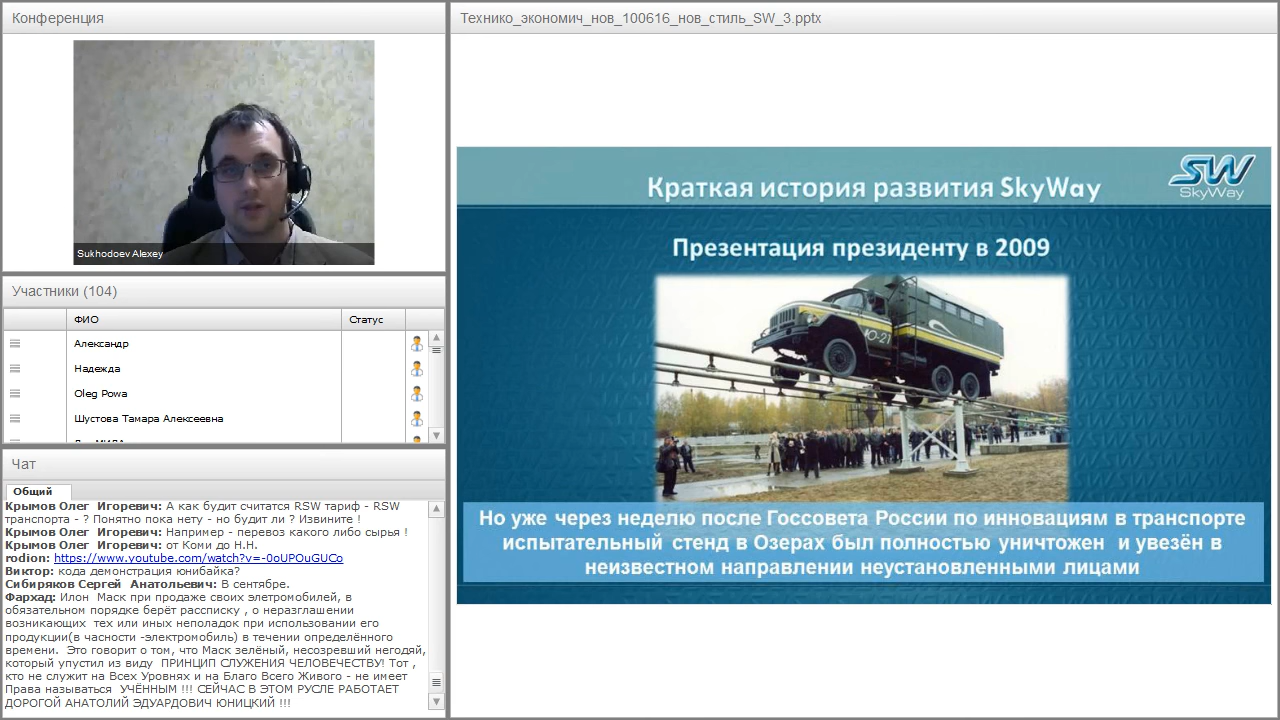 Конференция
Sukhodoev Alexey
Участники (104)
ФИО
Статус
Александр
Надежда
Oleg Powa
Шустова Тамара Алексеевна
Чат
Общий
Крымов Олег Игоревич: А как будит считатся RSW тариф - RSW
транспорта - ? Понятно пока нету - но будит ли ? Извините !
Крымов Олег Игоревич: Например - перевоз какого либо сырья !
Крымов Олег Игоревич: от Коми до Н.Н.
rodion: https://www.youtube.com/watch?v=-0oUPOuGUCo
Виктор: кода демонстрация юнибайка?
Сибиряков Сергей Анатольевич: В сентябре.
Фархад: Илон Маск при продаже своих элетромобилей, в
обязательном порядке берёт рассписку , о неразглашении
возникающих тех или иных неполадок при использовании его
продукции(в часности -электромобиль) в течении определённого
времени. Это говорит о том, что Маск зелёный, несозревший негодяй,
который упустил из виду ПРИНЦИП СЛУЖЕНИЯ ЧЕЛОВЕЧЕСТВУ! Тот ,
кто не служит на Всех Уровнях и на Благо Всего Живого - не имеет
Права называться УЧЁННЫМ !!! СЕЙЧАС В ЭТОМ РУСЛЕ РАБОТАЕТ
ДОРОГОЙ АНАТОЛИЙ ЭДУАРДОВИЧ ЮНИЦКИЙ !!!
Технико_экономич_нов_100616_нов_стиль_SW_3.pptx
SW
SkyWay
Краткая история развития SkyWay
Презентация президенту в 2009
Ю-21
Но уже через неделю после Госсовета России по инновациям в транспорте
испытательный стенд в Озерах был полностью уничтожен и увезён в
неизвестном направлении неустановленными лицами